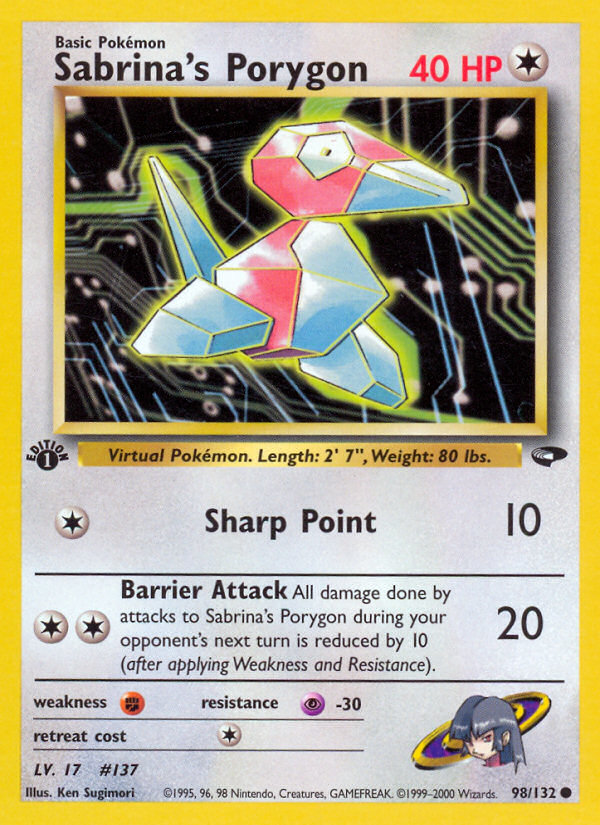 Basic Pokémon
Sabrina's Porygon 40 HP
EDITION
1
Virtual Pokémon. Length: 2' 7", Weight: 80 lbs.
Sharp Point 10
Barrier Attack All damage done by
attacks to Sabrina's Porygon during your
opponent's next turn is reduced by 10
(after applying Weakness and Resistance).
20
weakness resistance -30
retreat cost
LV. 17 #137
Illus. Ken Sugimori ©1995, 96, 98 Nintendo, Creatures, GAMEFREAK. ©1999-2000 Wizards. 98/132